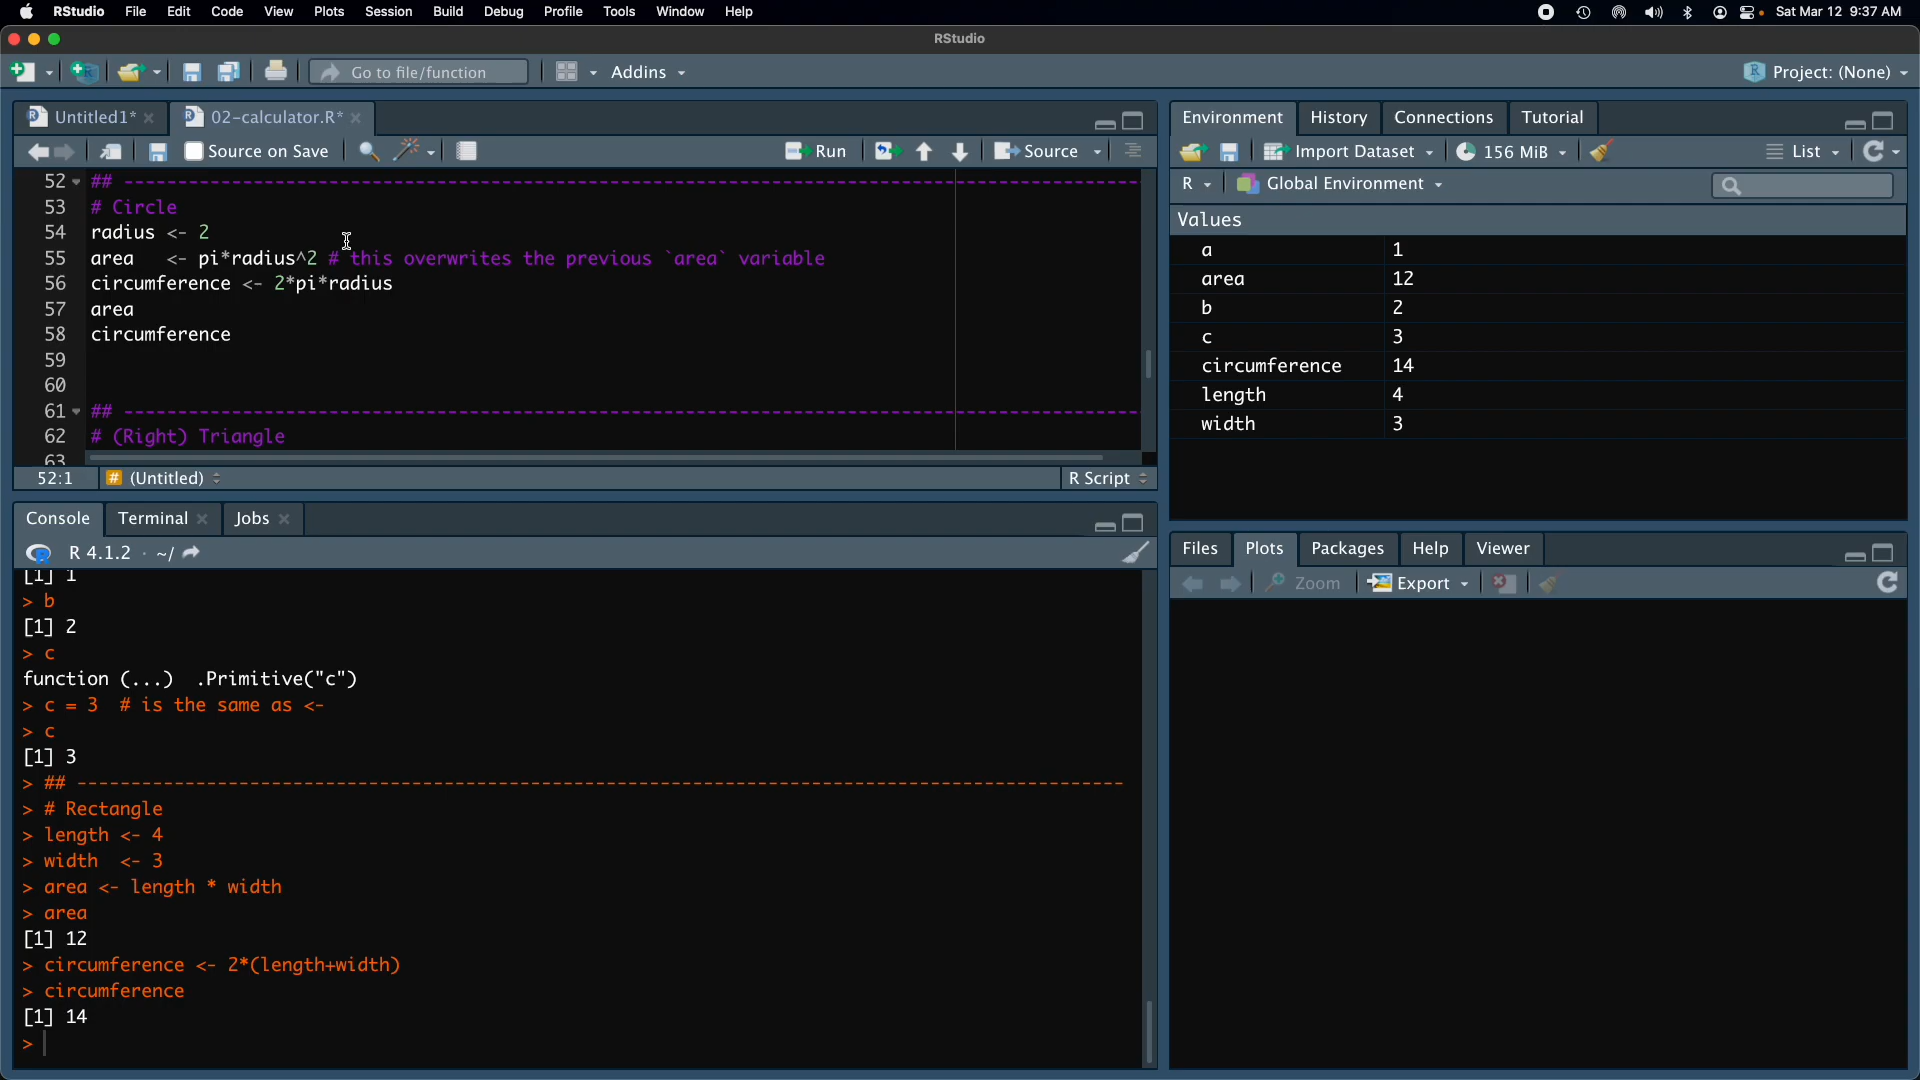 RStudio File Edit Code View Plots Session Build Debug Profile Tools Window Help Sat Mar 12 9:37 AM
RStudio
Go to file/function Addins Project: (None)
Untitled1* 02-calculator.R*
Source on Save Run Source
52 ## ------------------------------------------------------------------------------------------------
53 # Circle
54 radius <- 2
55 area   <- pi*radius^2 # this overwrites the previous `area` variable
56 circumference <- 2*pi*radius
57 area
58 circumference
59
60
61 ## ------------------------------------------------------------------------------------------------
62 # (Right) Triangle
63
52:1 # (Untitled) R Script
Console Terminal Jobs
R 4.1.2 · ~/
[1] 1
> b
[1] 2
> c
function (...)  .Primitive("c")
> c = 3  # is the same as <-
> c
[1] 3
> ## ------------------------------------------------------------------------------------------------
> # Rectangle
> length <- 4
> width  <- 3
> area <- length * width
> area
[1] 12
> circumference <- 2*(length+width)
> circumference
[1] 14
>
Environment History Connections Tutorial
Import Dataset 156 MiB List
R Global Environment
Values
a 1
area 12
b 2
c 3
circumference 14
length 4
width 3
Files Plots Packages Help Viewer
Zoom Export